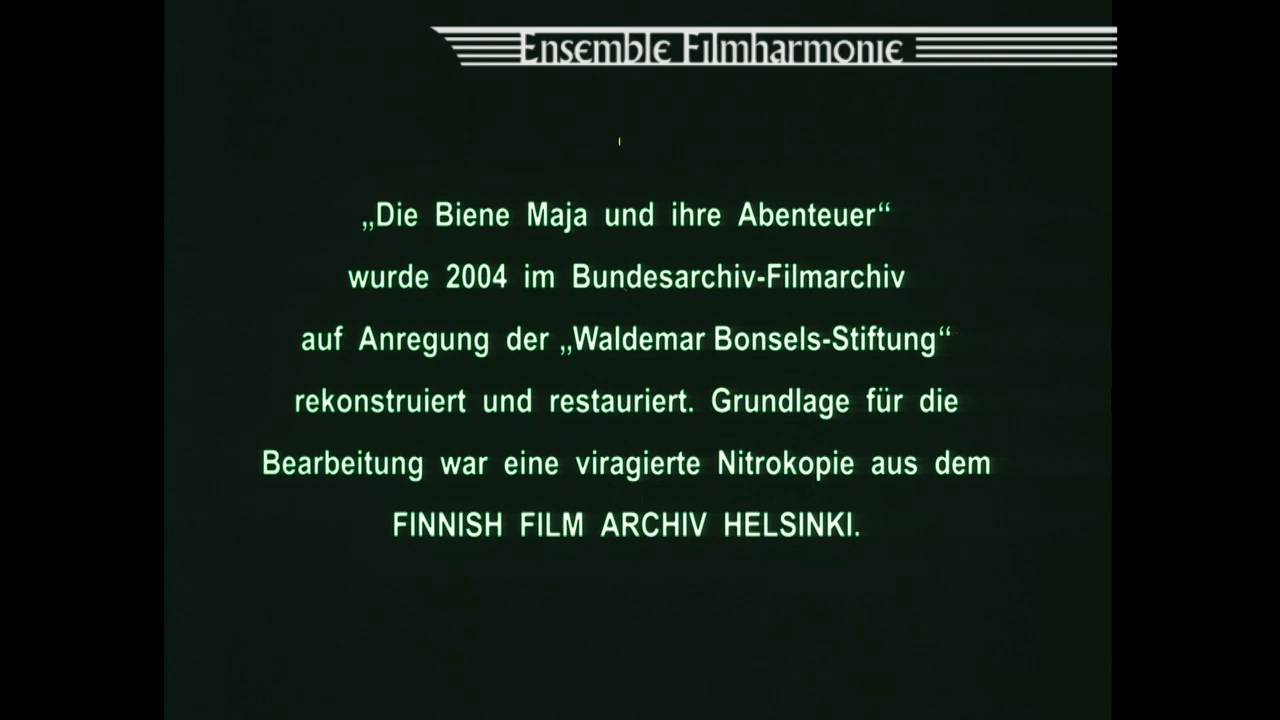 Ensemble Filmharmonie
„Die Biene Maja und ihre Abenteuer“
wurde 2004 im Bundesarchiv-Filmarchiv
auf Anregung der „Waldemar Bonsels-Stiftung“
rekonstruiert und restauriert. Grundlage für die
Bearbeitung war eine viragierte Nitrokopie aus dem
FINNISH FILM ARCHIV HELSINKI.